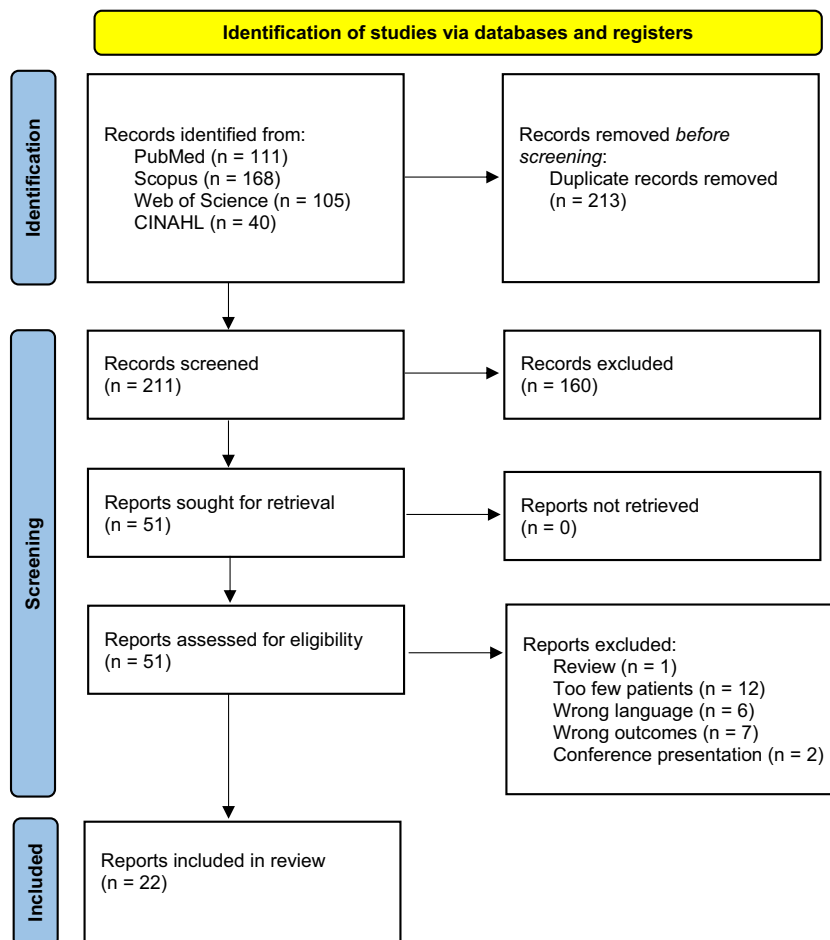 Identification of studies via databases and registers
Identification
Records identified from:
PubMed (n = 111)
Scopus (n = 168)
Web of Science (n = 105)
CINAHL (n = 40)
Records removed before
screening:
Duplicate records removed
(n = 213)
Screening
Records screened
(n = 211)
Records excluded
(n = 160)
Reports sought for retrieval
(n = 51)
Reports not retrieved
(n = 0)
Reports assessed for eligibility
(n = 51)
Reports excluded:
Review (n = 1)
Too few patients (n = 12)
Wrong language (n = 6)
Wrong outcomes (n = 7)
Conference presentation (n = 2)
Included
Reports included in review
(n = 22)